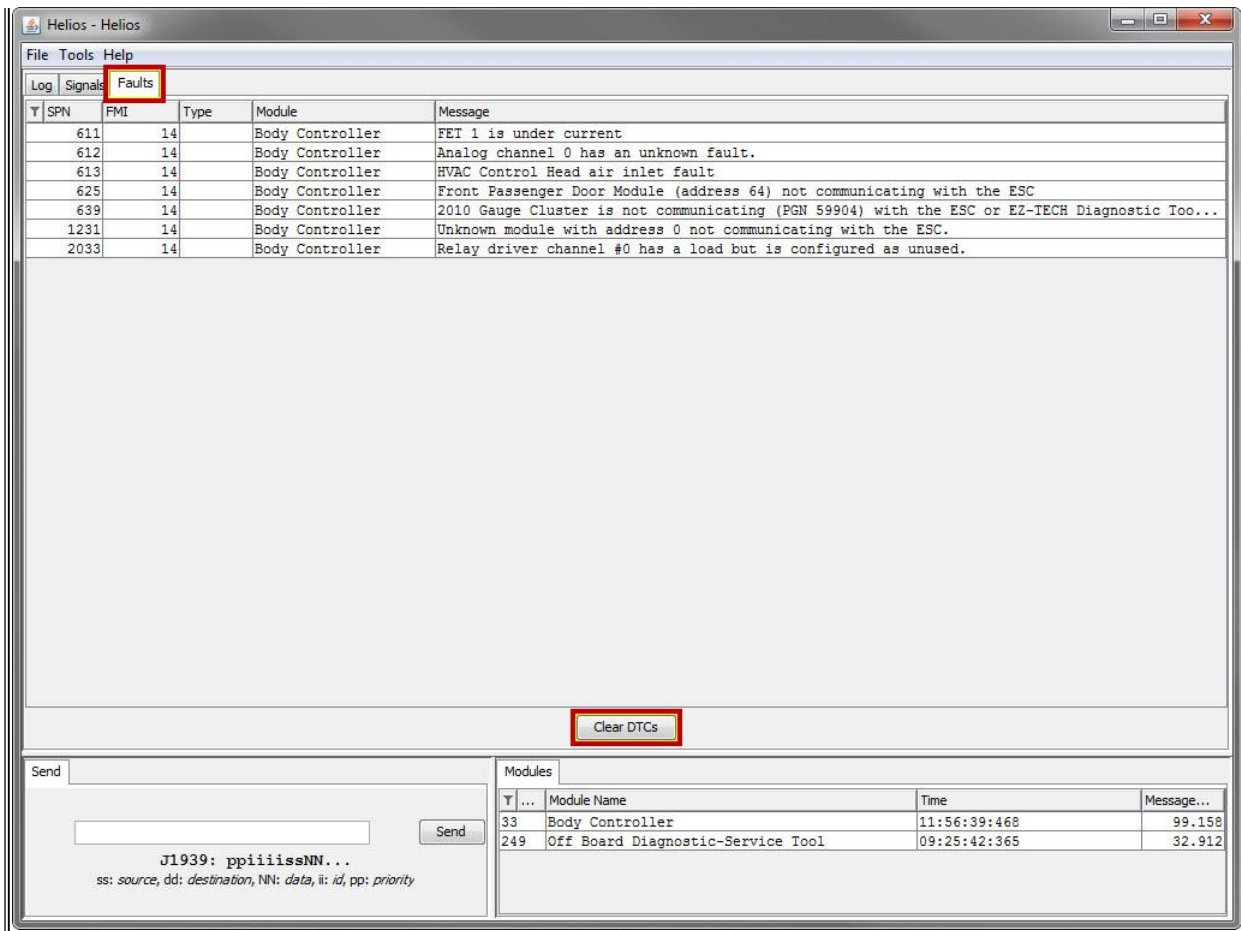 Helios - Helios
File Tools Help
Log Signals Faults
SPN FMI Type Module Message
611 14 Body Controller FET 1 is under current
612 14 Body Controller Analog channel 0 has an unknown fault.
613 14 Body Controller HVAC Control Head air inlet fault
625 14 Body Controller Front Passenger Door Module (address 64) not communicating with the ESC
639 14 Body Controller 2010 Gauge Cluster is not communicating (PGN 59904) with the ESC or EZ-TECH Diagnostic Too...
1231 14 Body Controller Unknown module with address 0 not communicating with the ESC.
2033 14 Body Controller Relay driver channel #0 has a load but is configured as unused.
Clear DTCs
Send
Send
J1939: ppiiiissNN...
ss: source, dd: destination, NN: data, ii: id, pp: priority
Modules
... Module Name Time Message...
33 Body Controller 11:56:39:468 99.158
249 Off Board Diagnostic-Service Tool 09:25:42:365 32.912